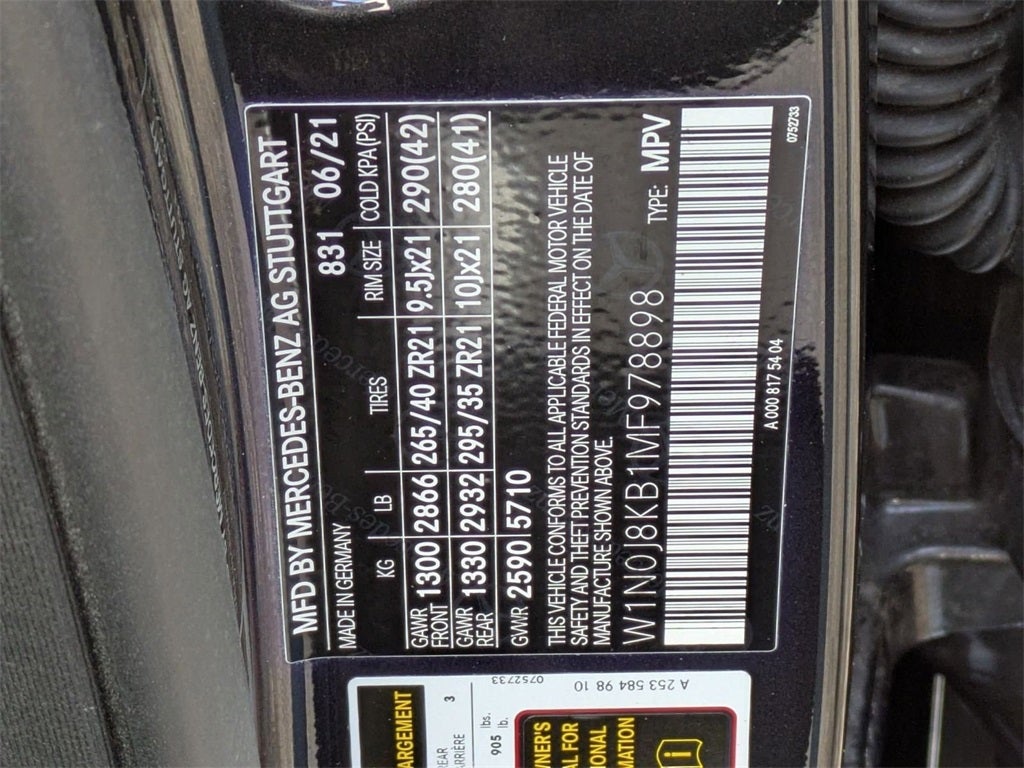 MFD BY MERCEDES-BENZ AG STUTTGART
MADE IN GERMANY 831 06/21
KG LB TIRES RIM SIZE COLD KPA(PSI)
GAWR FRONT 1300 2866 265/40 ZR21 9.5Jx21 290(42)
GAWR REAR 1330 2932 295/35 ZR21 10Jx21 280(41)
GWR 2590 5710
THIS VEHICLE CONFORMS TO ALL APPLICABLE FEDERAL MOTOR VEHICLE
SAFETY AND THEFT PREVENTION STANDARDS IN EFFECT ON THE DATE OF
MANUFACTURE SHOWN ABOVE.
W1N0J8KB1MF978898 TYPE: MPV
A 000 817 54 04
0752733
ARGEMENT
3
905 lbs.
lb.
0752733
A 253 584 98 10